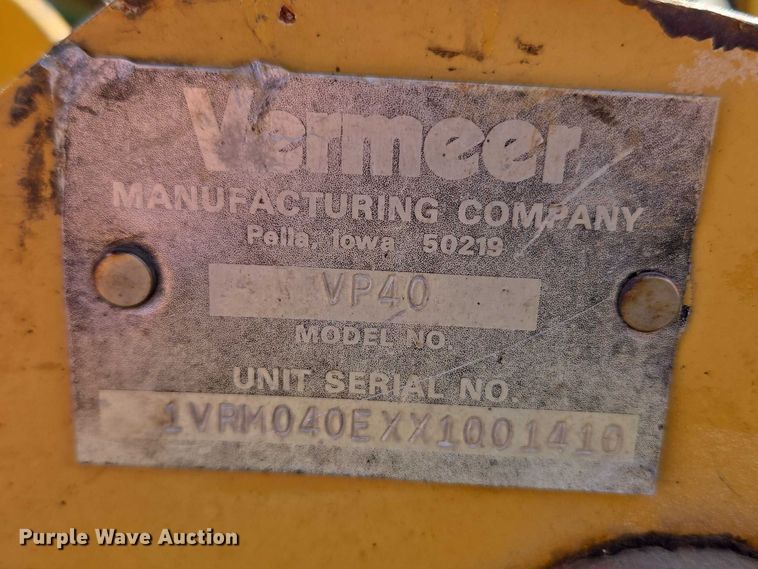 Vermeer
MANUFACTURING COMPANY
Pella, Iowa 50219
VP40
MODEL NO.
UNIT SERIAL NO.
1VRM040EXX1001410
Purple Wave Auction